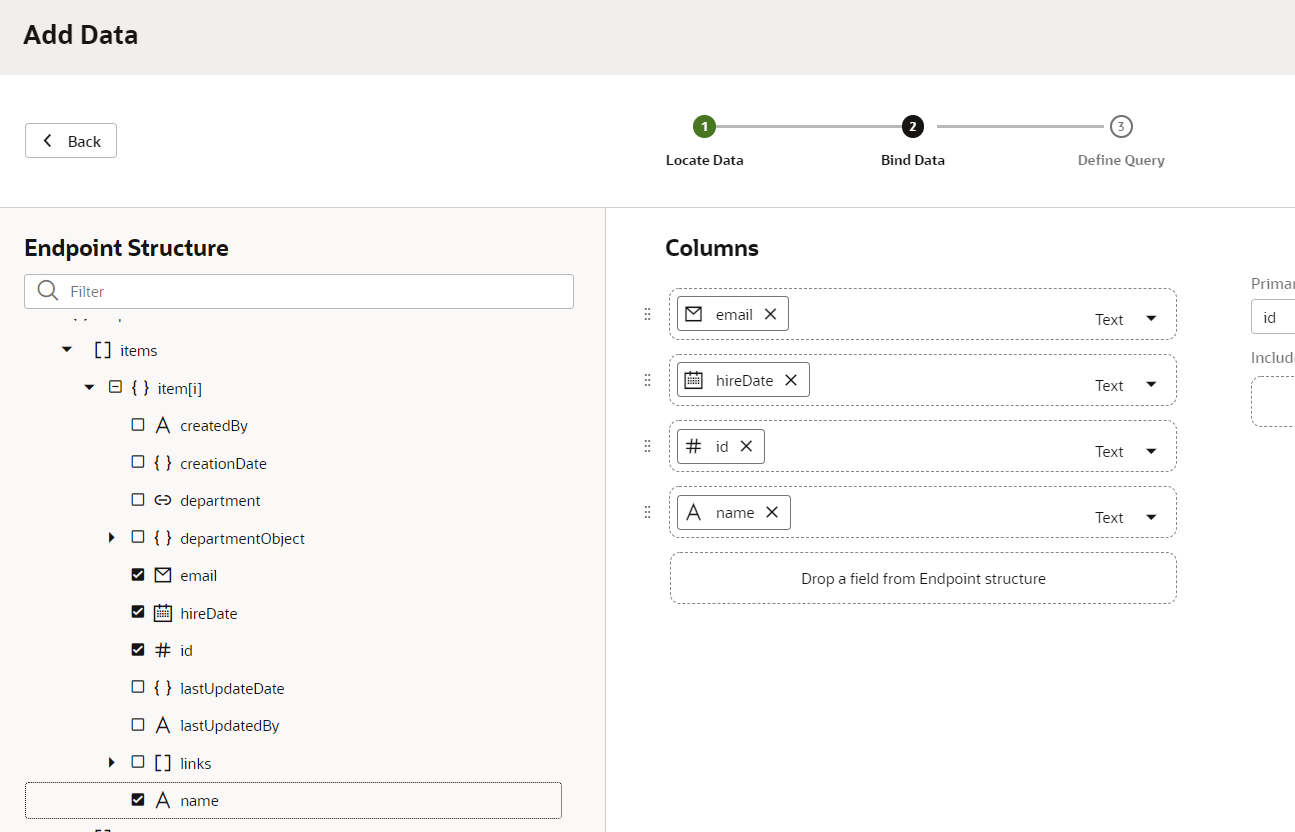 Add Data
Back
1
2
3
Locate Data
Bind Data
Define Query
Endpoint Structure
Filter
[] items
{ } item[i]
A createdBy
{ } creationDate
department
{ } departmentObject
email
hireDate
# id
{ } lastUpdateDate
A lastUpdatedBy
[] links
A name
Columns
email
Text
hireDate
Text
# id
Text
A name
Text
Drop a field from Endpoint structure
Primar
id
Include